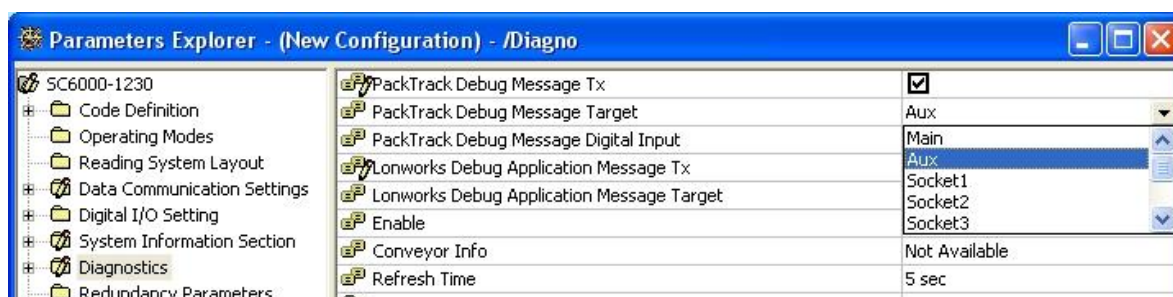 Parameters Explorer - (New Configuration) - /Diagno
SC6000-1230
Code Definition
Operating Modes
Reading System Layout
Data Communication Settings
Digital I/O Setting
System Information Section
Diagnostics
Redundancy Parameters
PackTrack Debug Message Tx
PackTrack Debug Message Target
Aux
PackTrack Debug Message Digital Input
Lonworks Debug Application Message Tx
Lonworks Debug Application Message Target
Enable
Main
Aux
Socket1
Socket2
Socket3
Conveyor Info
Not Available
Refresh Time
5 sec